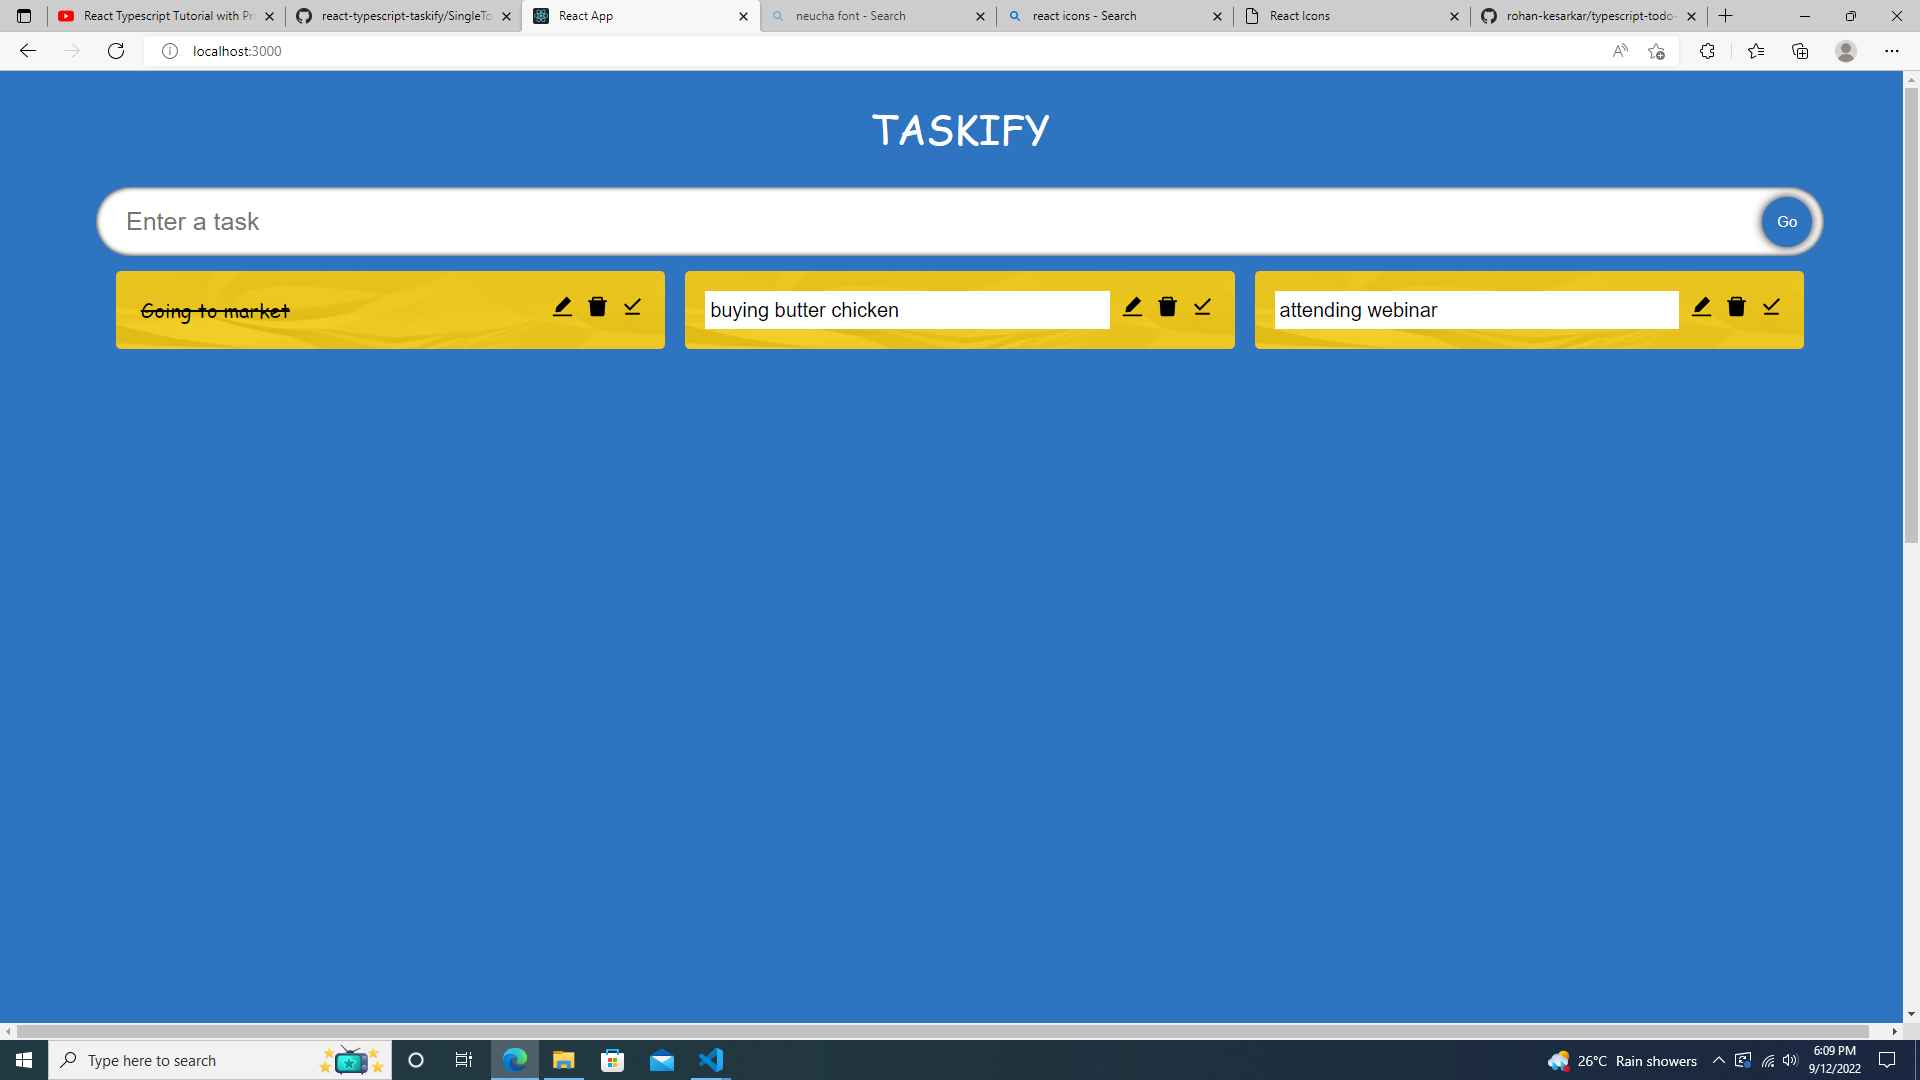 React Typescript Tutorial with Pr
react-typescript-taskify/SingleTo
React App
neucha font - Search
react icons - Search
React Icons
rohan-kesarkar/typescript-todo-
localhost:3000
TASKIFY
Enter a task
Go
Going to market
buying butter chicken
attending webinar
Type here to search
26°C Rain showers
6:09 PM
9/12/2022